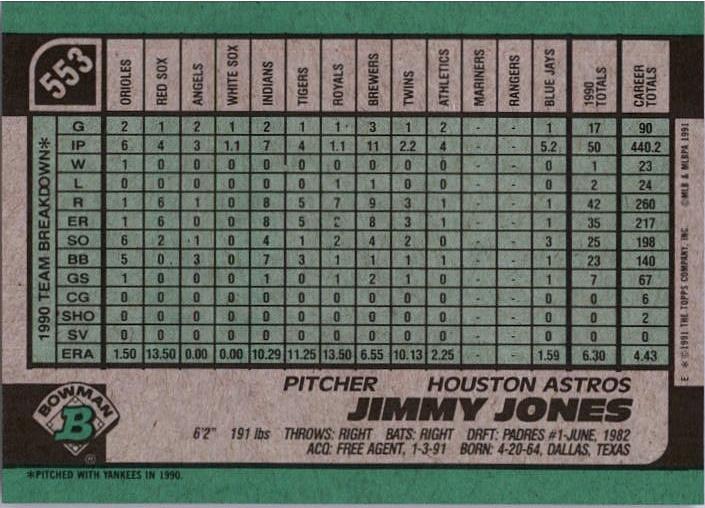 553
ORIOLES RED SOX ANGELS WHITE SOX INDIANS TIGERS ROYALS BREWERS TWINS ATHLETICS MARINERS RANGERS BLUE JAYS 1990 TOTALS CAREER TOTALS
1990 TEAM BREAKDOWN*
G 2 1 2 1 2 1 1 3 1 2 - - 1 17 90
IP 6 4 3 1.1 7 4 1.1 11 2.2 4 - - 5.2 50 440.2
W 1 0 0 0 0 0 0 0 0 0 - - 0 1 23
L 0 0 0 0 0 0 1 1 0 0 - - 0 2 24
R 1 6 1 0 8 5 7 9 3 1 - - 1 42 260
ER 1 6 0 0 8 5 2 8 3 1 - - 1 35 217
SO 6 2 1 0 4 1 2 4 2 0 - - 3 25 198
BB 5 0 3 0 7 3 1 1 1 1 - - 1 23 140
GS 1 0 0 0 1 0 1 2 1 0 - - 1 7 67
CG 0 0 0 0 0 0 0 0 0 0 - - 0 0 6
SHO 0 0 0 0 0 0 0 0 0 0 - - 0 0 2
SV 0 0 0 0 0 0 0 0 0 0 - - 0 0 0
ERA 1.50 13.50 0.00 0.00 10.29 11.25 13.50 6.55 10.13 2.25 - - 1.59 6.30 4.43
E *©1991 THE TOPPS COMPANY, INC. ©MLB & MLBPA 1991
PITCHER HOUSTON ASTROS
JIMMY JONES
BOWMAN
B
®
6'2" 191 lbs THROWS: RIGHT BATS: RIGHT DRFT: PADRES #1-JUNE, 1982
ACQ: FREE AGENT, 1-3-91 BORN: 4-20-64, DALLAS, TEXAS
*PITCHED WITH YANKEES IN 1990.